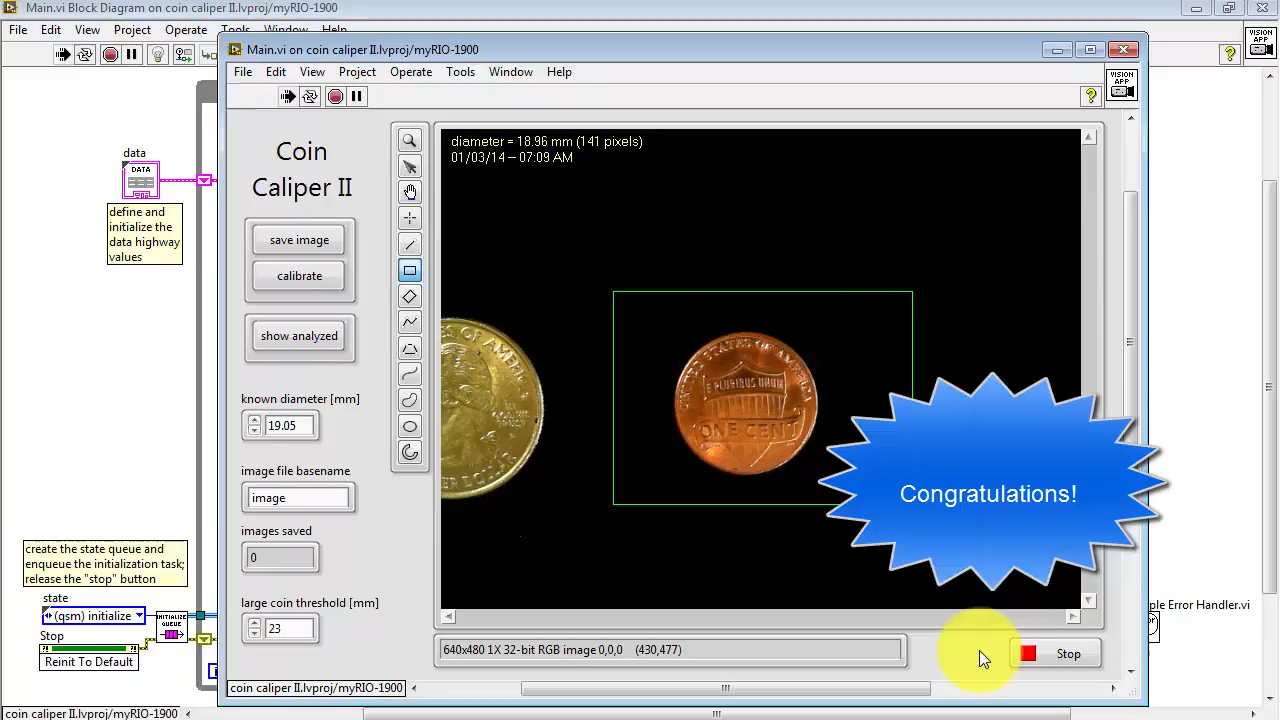 Main.vi Block Diagram on coin caliper II.lvproj/myRIO-1900
File Edit View Project Operate Tools Window Help
VISION
APP
data
DATA
define and
initialize the
data highway
values
create the state queue and
enqueue the initialization task;
release the "stop" button
state
(qsm) initialize
INITIALIZE
QUEUE
Stop
Reinit To Default
coin caliper II.lvproj/myRIO-1900
ple Error Handler.vi
Main.vi on coin caliper II.lvproj/myRIO-1900
File Edit View Project Operate Tools Window Help
VISION
APP
Coin
Caliper II
save image
calibrate
show analyzed
known diameter [mm]
19.05
image file basename
image
images saved
0
large coin threshold [mm]
23
diameter = 18.96 mm (141 pixels)
01/03/14 -- 07:09 AM
UNITED STATES OF AMERICA
E PLURIBUS UNUM
ONE CENT
Congratulations!
640x480 1X 32-bit RGB image 0,0,0 (430,477)
Stop
coin caliper II.lvproj/myRIO-1900